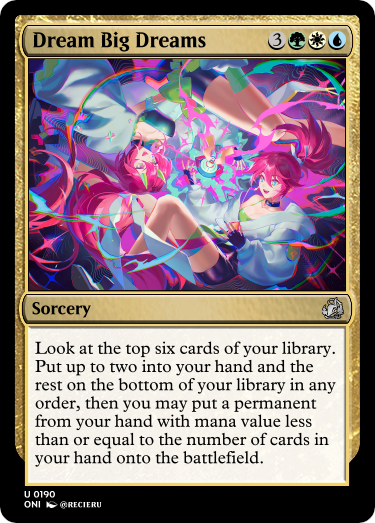 Dream Big Dreams 3
Sorcery
Look at the top six cards of your library.
Put up to two into your hand and the
rest on the bottom of your library in any
order, then you may put a permanent
from your hand with mana value less
than or equal to the number of cards in
your hand onto the battlefield.
U 0190
ONI @RECIERU